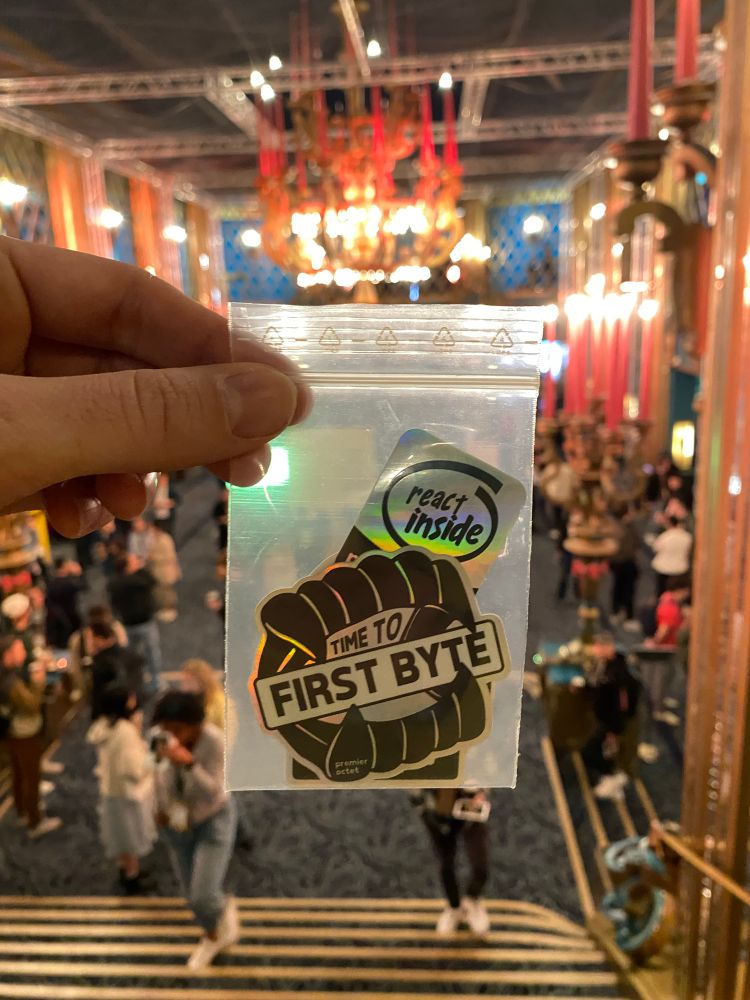 react
inside
TIME TO
FIRST BYTE
premier
octet